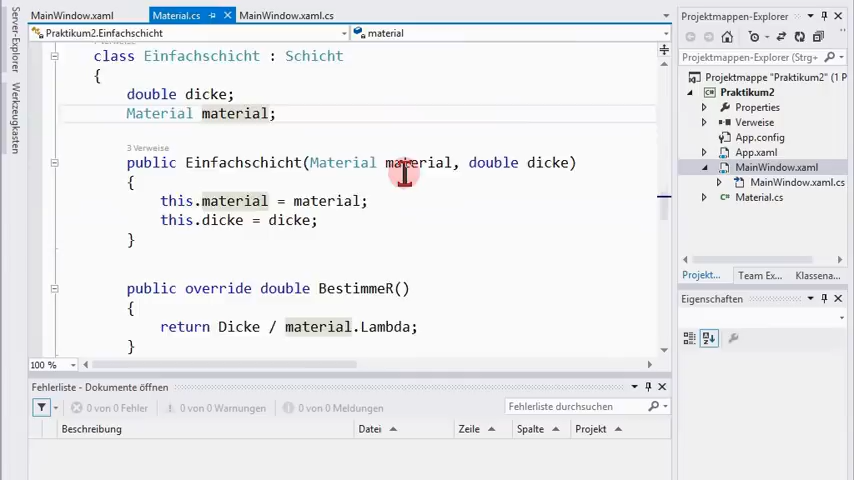 MainWindow.xaml
Material.cs
MainWindow.xaml.cs
Praktikum2.Einfachschicht
material
class Einfachschicht : Schicht
{
double dicke;
Material material;
3 Verweise
public Einfachschicht(Material material, double dicke)
{
this.material = material;
this.dicke = dicke;
}
public override double BestimmeR()
{
return Dicke / material.Lambda;
}
100 %
Fehlerliste - Dokumente öffnen
0 von 0 Fehler
0 von 0 Warnungen
0 von 0 Meldungen
Fehlerliste durchsuchen
Beschreibung
Datei
Zeile
Spalte
Projekt
Server-Explorer
Werkzeugkasten
Projektmappen-Explorer
Projektmappen-Explorer (Strg+
Projektmappe "Praktikum2"
Praktikum2
Properties
Verweise
App.config
App.xaml
MainWindow.xaml
MainWindow.xaml.cs
Material.cs
Projekt...
Team Ex...
Klassena...
Eigenschaften